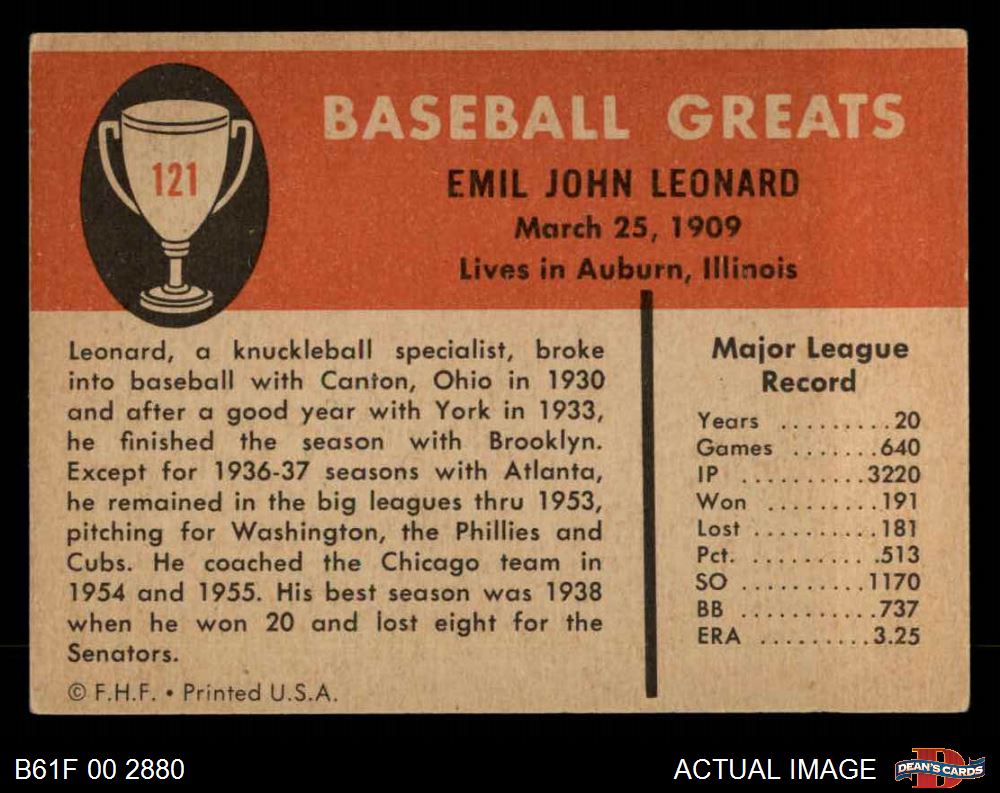 121
BASEBALL GREATS
EMIL JOHN LEONARD
March 25, 1909
Lives in Auburn, Illinois
Leonard, a knuckleball specialist, broke
into baseball with Canton, Ohio in 1930
and after a good year with York in 1933,
he finished the season with Brooklyn.
Except for 1936-37 seasons with Atlanta,
he remained in the big leagues thru 1953,
pitching for Washington, the Phillies and
Cubs. He coached the Chicago team in
1954 and 1955. His best season was 1938
when he won 20 and lost eight for the
Senators.
© F.H.F. • Printed U.S.A.
Major League
Record
Years .........20
Games .......640
IP ..........3220
Won .........191
Lost ..........181
Pct. ..........513
SO ..........1170
BB ..........737
ERA .........3.25
B61F 00 2880
ACTUAL IMAGE
DEAN'S CARDS